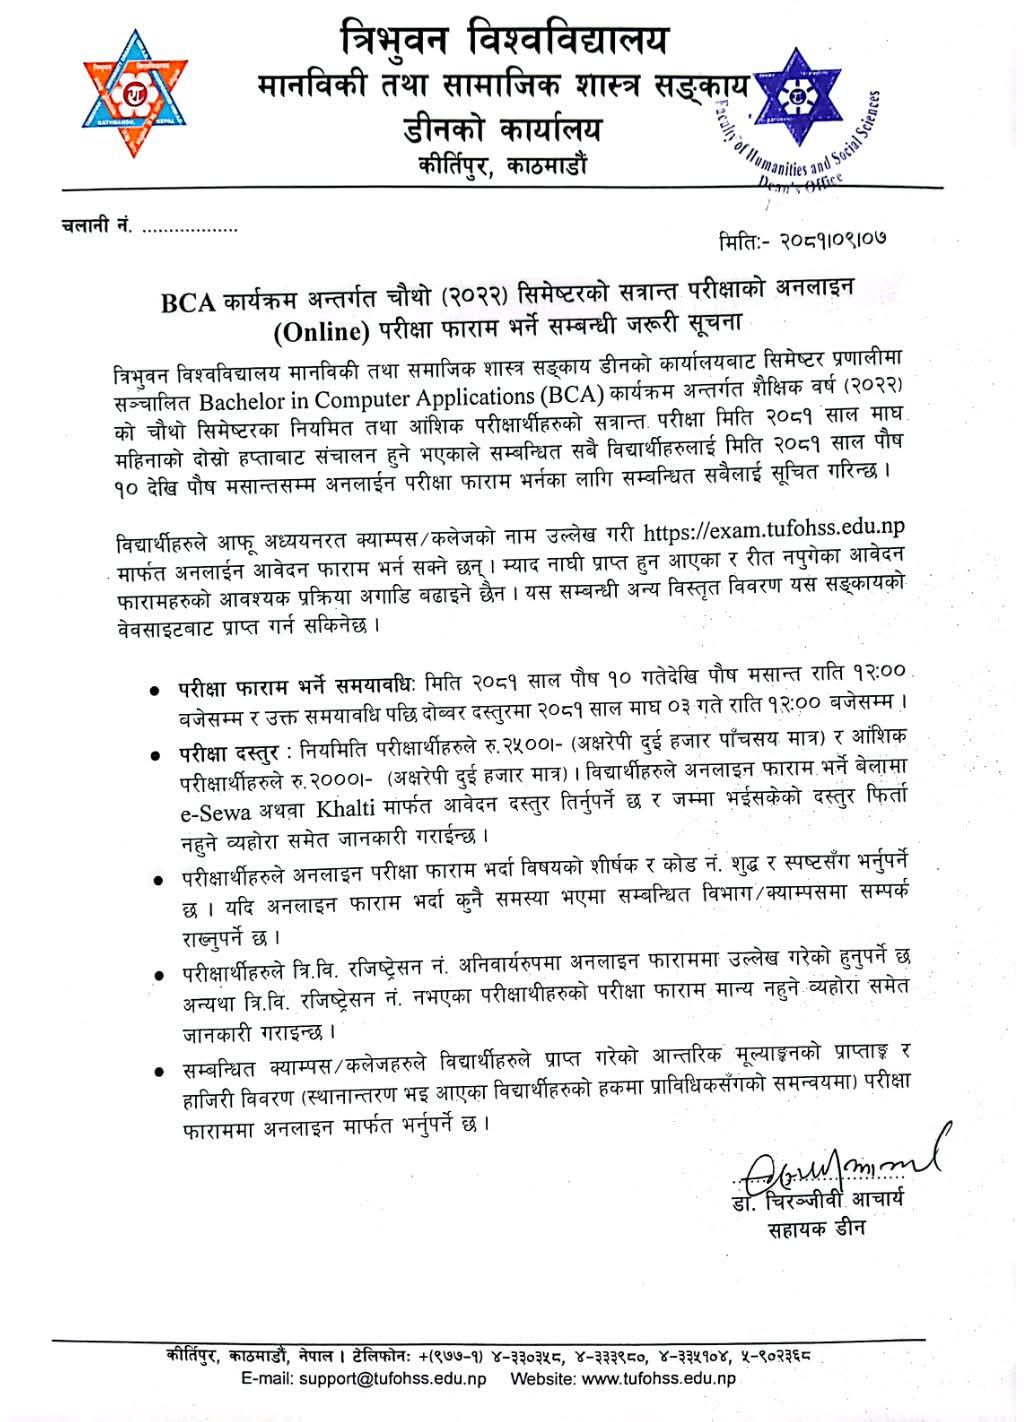 त्रिभुवन विश्वविद्यालय
मानविकी तथा सामाजिक शास्त्र सङ्काय
डीनको कार्यालय
कीर्तिपुर, काठमाडौं
Faculty of Humanities and Social Sciences
Dean's Office
चलानी नं. ..................
मितिः- २०८१।०९।०७
BCA कार्यक्रम अन्तर्गत चौथो (२०२२) सिमेष्टरको सत्रान्त परीक्षाको अनलाइन
(Online) परीक्षा फाराम भर्ने सम्बन्धी जरूरी सूचना
त्रिभुवन विश्वविद्यालय मानविकी तथा समाजिक शास्त्र सङ्काय डीनको कार्यालयबाट सिमेष्टर प्रणालीमा
सञ्चालित Bachelor in Computer Applications (BCA) कार्यक्रम अन्तर्गत शैक्षिक वर्ष (२०२२)
को चौथो सिमेष्टरका नियमित तथा आंशिक परीक्षार्थीहरुको सत्रान्त परीक्षा मिति २०८१ साल माघ
महिनाको दोस्रो हप्ताबाट संचालन हुने भएकाले सम्बन्धित सबै विद्यार्थीहरुलाई मिति २०८१ साल पौष
१० देखि पौष मसान्तसम्म अनलाईन परीक्षा फाराम भर्नका लागि सम्बन्धित सबैलाई सूचित गरिन्छ ।
विद्यार्थीहरुले आफू अध्ययनरत क्याम्पस/कलेजको नाम उल्लेख गरी https://exam.tufohss.edu.np
मार्फत अनलाईन आवेदन फाराम भर्न सक्ने छन् । म्याद नाघी प्राप्त हुन आएका र रीत नपुगेका आवेदन
फारामहरुको आवश्यक प्रक्रिया अगाडि बढाइने छैन । यस सम्बन्धी अन्य विस्तृत विवरण यस सङ्कायको
वेवसाइटबाट प्राप्त गर्न सकिनेछ ।
● परीक्षा फाराम भर्ने समयावधिः मिति २०८१ साल पौष १० गतेदेखि पौष मसान्त राति १२:००
बजेसम्म र उक्त समयावधि पछि दोब्बर दस्तुरमा २०८१ साल माघ ०३ गते राति १२:०० बजेसम्म ।
● परीक्षा दस्तुर : नियमिति परीक्षार्थीहरुले रु.२५००।- (अक्षरेपी दुई हजार पाँचसय मात्र) र आंशिक
परीक्षार्थीहरुले रु.२०००।- (अक्षरेपी दुई हजार मात्र) । विद्यार्थीहरुले अनलाइन फाराम भर्ने बेलामा
e-Sewa अथवा Khalti मार्फत आवेदन दस्तुर तिर्नुपर्ने छ र जम्मा भईसकेको दस्तुर फिर्ता
नहुने व्यहोरा समेत जानकारी गराईन्छ ।
● परीक्षार्थीहरुले अनलाइन परीक्षा फाराम भर्दा विषयको शीर्षक र कोड नं. शुद्ध र स्पष्टसँग भर्नुपर्ने
छ । यदि अनलाइन फाराम भर्दा कुनै समस्या भएमा सम्बन्धित विभाग/क्याम्पसमा सम्पर्क
राख्नुपर्ने छ ।
● परीक्षार्थीहरुले त्रि.वि. रजिष्ट्रेसन नं. अनिवार्यरुपमा अनलाइन फाराममा उल्लेख गरेको हुनुपर्ने छ
अन्यथा त्रि.वि. रजिष्ट्रेसन नं. नभएका परीक्षाथीहरुको परीक्षा फाराम मान्य नहुने व्यहोरा समेत
जानकारी गराइन्छ ।
● सम्बन्धित क्याम्पस/कलेजहरुले विद्यार्थीहरुले प्राप्त गरेको आन्तरिक मूल्याङ्कनको प्राप्ताङ्क र
हाजिरी विवरण (स्थानान्तरण भइ आएका विद्यार्थीहरुको हकमा प्राविधिकसँगको समन्वयमा) परीक्षा
फाराममा अनलाइन मार्फत भर्नुपर्ने छ ।
डा. चिरञ्जीवी आचार्य
सहायक डीन
कीर्तिपुर, काठमाडौं, नेपाल । टेलिफोनः +(९७७-१) ४-३३०३५८, ४-३३३९८०, ४-३३५१०४, ५-९०२३६८
E-mail: support@tufohss.edu.np Website: www.tufohss.edu.np